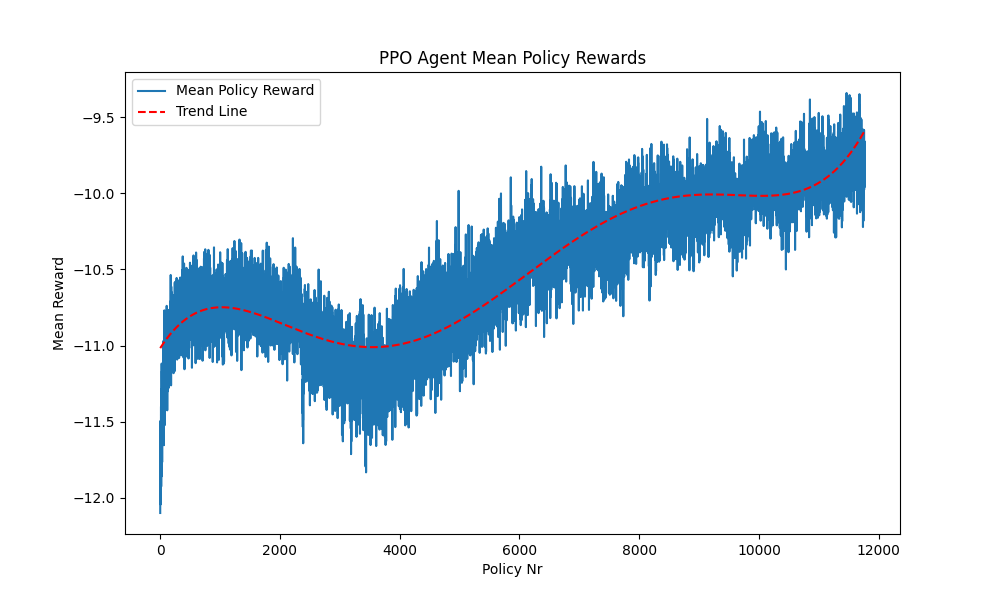 PPO Agent Mean Policy Rewards
Mean Policy Reward
Trend Line
−9.5
−10.0
−10.5
−11.0
−11.5
−12.0
Mean Reward
0 2000 4000 6000 8000 10000 12000
Policy Nr